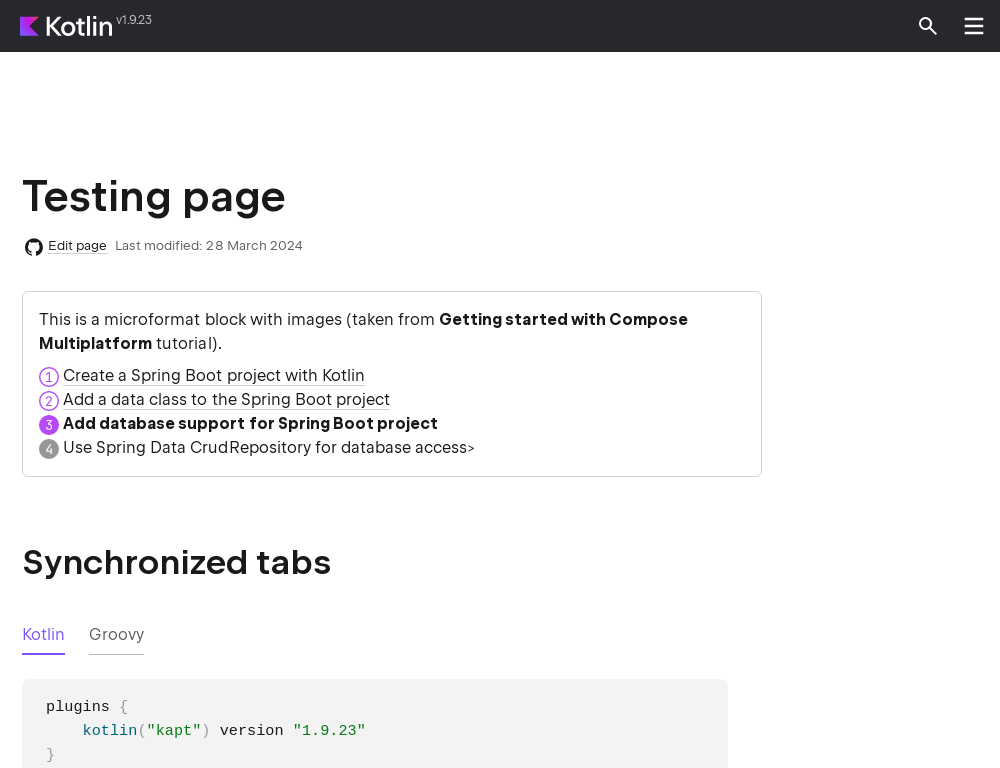 Kotlin v1.9.23
Testing page
Edit page Last modified: 28 March 2024
This is a microformat block with images (taken from Getting started with Compose
Multiplatform tutorial).
1 Create a Spring Boot project with Kotlin
2 Add a data class to the Spring Boot project
3 Add database support for Spring Boot project
4 Use Spring Data CrudRepository for database access>
Synchronized tabs
Kotlin Groovy
plugins {
    kotlin("kapt") version "1.9.23"
}